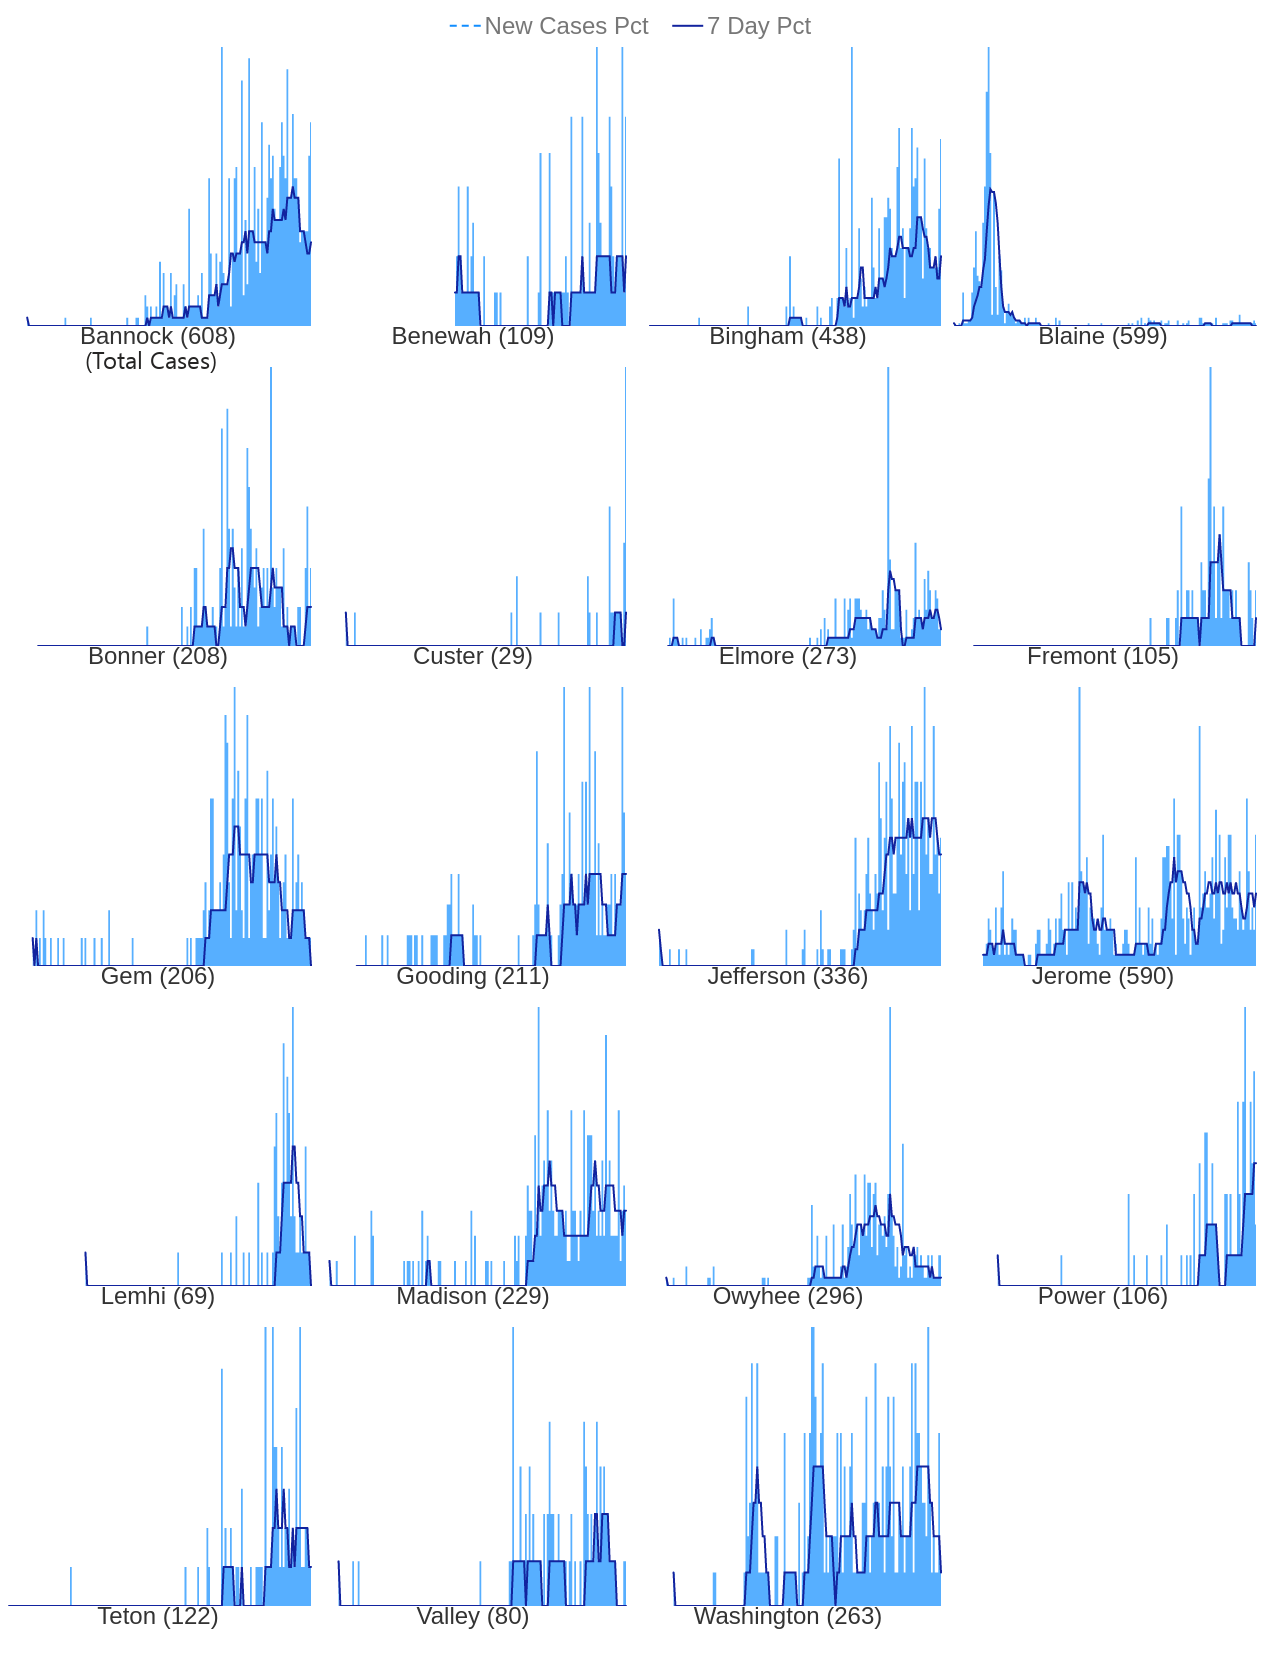 New Cases Pct 7 Day Pct
Bannock (608) Benewah (109) Bingham (438) Blaine (599)
(Total Cases)
Bonner (208) Custer (29) Elmore (273) Fremont (105)
Gem (206) Gooding (211) Jefferson (336) Jerome (590)
Lemhi (69) Madison (229) Owyhee (296) Power (106)
Teton (122) Valley (80) Washington (263)